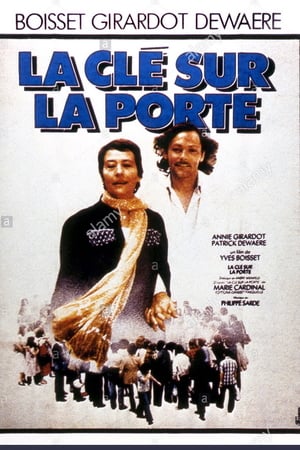 BOISSET GIRARDOT DEWAERE
LA CLÉ SUR
LA PORTE
ANNIE GIRARDOT
PATRICK DEWAERE
un film de
YVES BOISSET
LA CLÉ SUR
LA PORTE
MARIE CARDINAL
PHILIPPE SARDE
alamy